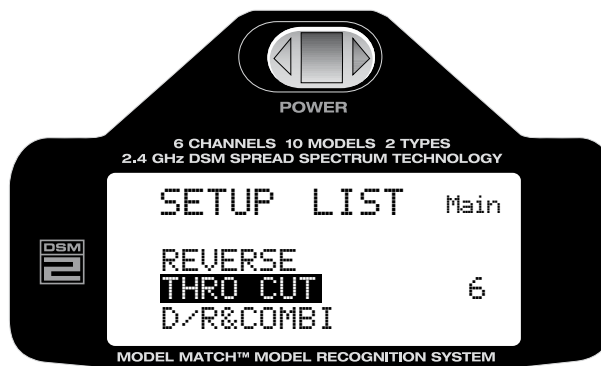 POWER
6 CHANNELS 10 MODELS 2 TYPES
2.4 GHz DSM SPREAD SPECTRUM TECHNOLOGY
SETUP LIST Main
REVERSE
THRO CUT 6
D/R&COMBI
DSM
2
MODEL MATCH™ MODEL RECOGNITION SYSTEM